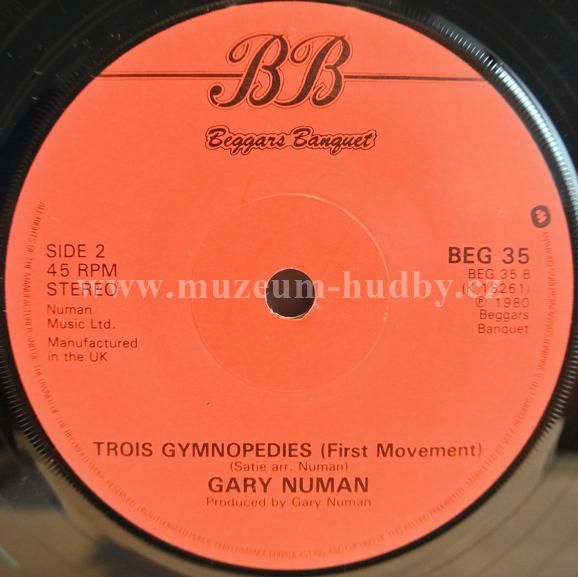 BB
Beggars Banquet
SIDE 2
45 RPM
STEREO
Numan
Music Ltd.
Manufactured
in the UK
BEG 35
BEG 35 B
(K 18261)
℗ 1980
Beggars
Banquet
www.muzeum-hudby.cz
TROIS GYMNOPEDIES (First Movement)
(Satie arr. Numan)
GARY NUMAN
Produced by Gary Numan